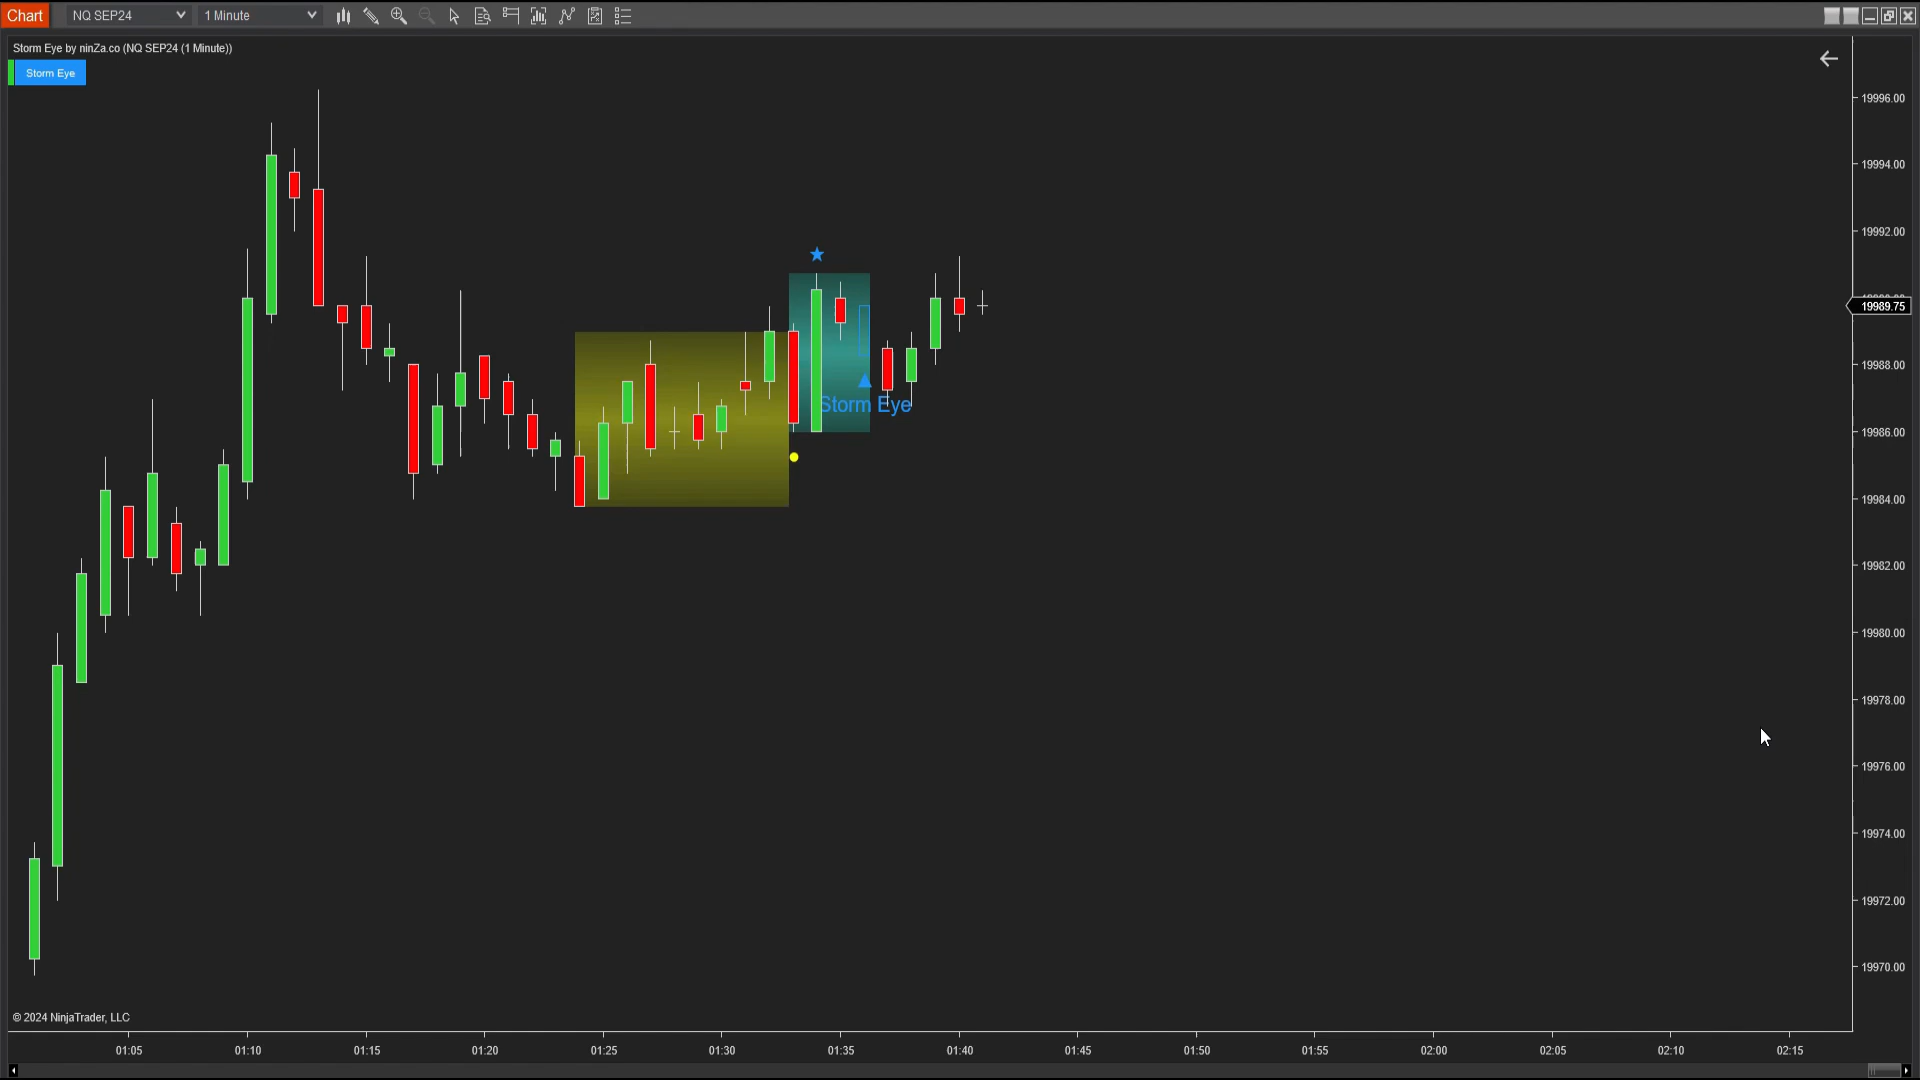 Chart NQ SEP24 1 Minute
Storm Eye by ninZa.co (NQ SEP24 (1 Minute))
Storm Eye
19996.00
19994.00
19992.00
19989.75
19988.00
Storm Eye
19986.00
19984.00
19982.00
19980.00
19978.00
19976.00
19974.00
19972.00
19970.00
© 2024 NinjaTrader, LLC
01:05 01:10 01:15 01:20 01:25 01:30 01:35 01:40 01:45 01:50 01:55 02:00 02:05 02:10 02:15